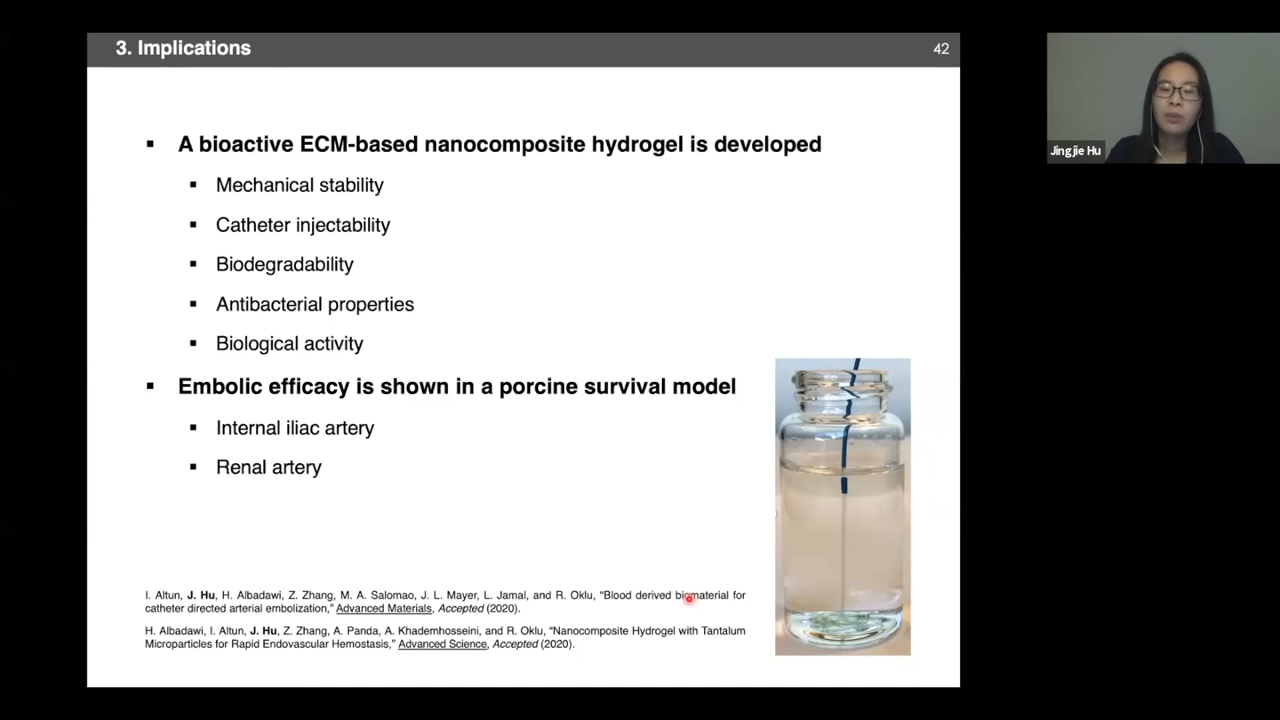 3. Implications
42
▪ A bioactive ECM-based nanocomposite hydrogel is developed
▪ Mechanical stability
▪ Catheter injectability
▪ Biodegradability
▪ Antibacterial properties
▪ Biological activity
▪ Embolic efficacy is shown in a porcine survival model
▪ Internal iliac artery
▪ Renal artery
I. Altun, J. Hu, H. Albadawi, Z. Zhang, M. A. Salomao, J. L. Mayer, L. Jamal, and R. Oklu, “Blood derived biomaterial for
catheter directed arterial embolization,” Advanced Materials, Accepted (2020).
H. Albadawi, I. Altun, J. Hu, Z. Zhang, A. Panda, A. Khademhosseini, and R. Oklu, “Nanocomposite Hydrogel with Tantalum
Microparticles for Rapid Endovascular Hemostasis,” Advanced Science, Accepted (2020).
Jingjie Hu